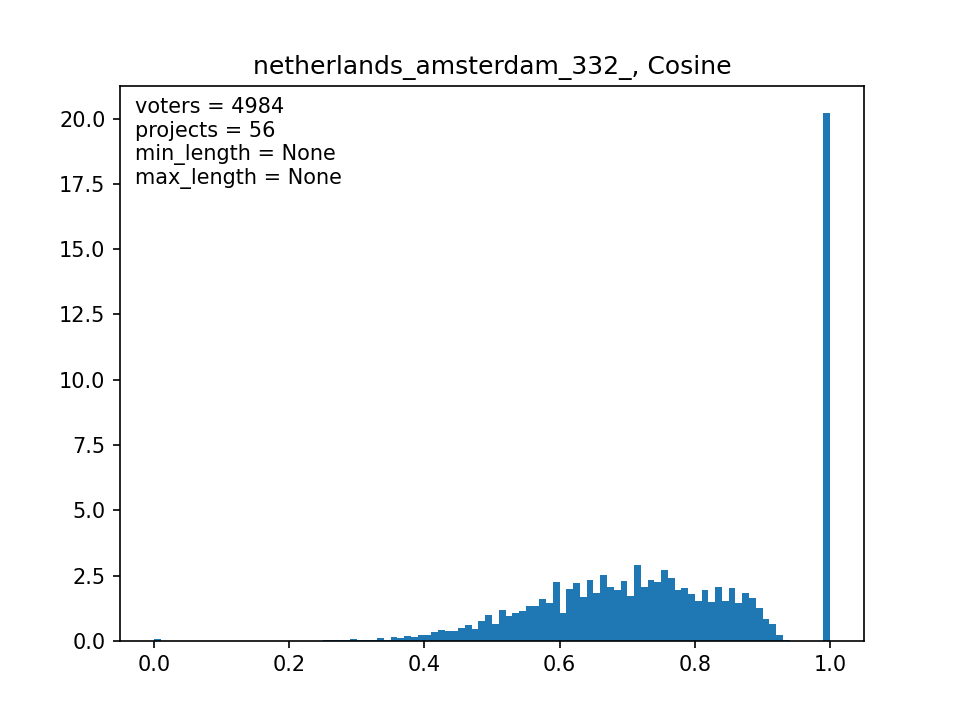 netherlands_amsterdam_332_, Cosine
voters = 4984
projects = 56
min_length = None
max_length = None
20.0
17.5
15.0
12.5
10.0
7.5
5.0
2.5
0.0
0.0 0.2 0.4 0.6 0.8 1.0